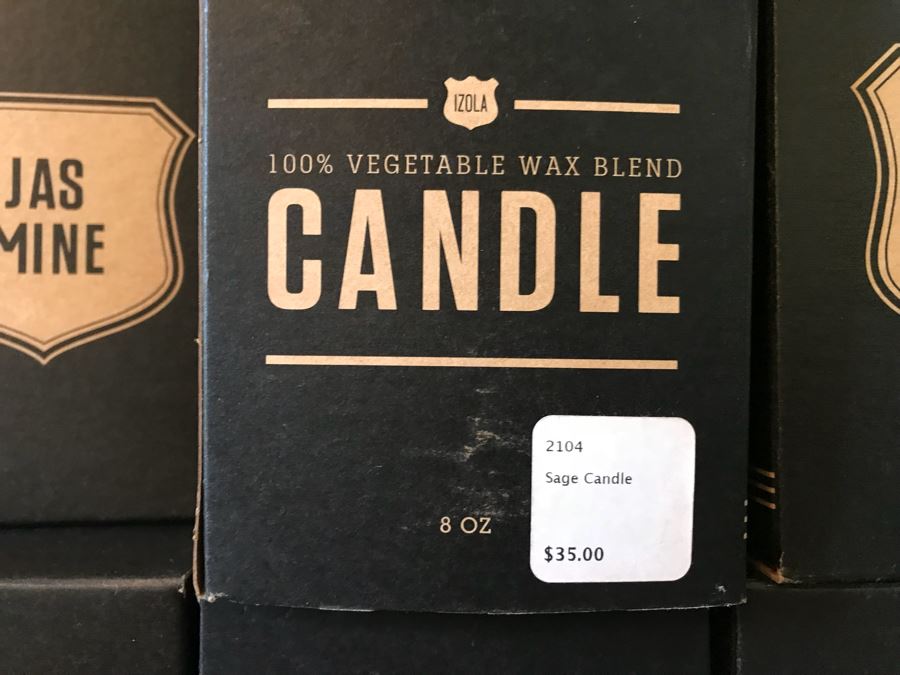 JAS
MINE
IZOLA
100% VEGETABLE WAX BLEND
CANDLE
8 OZ
2104
Sage Candle
$35.00